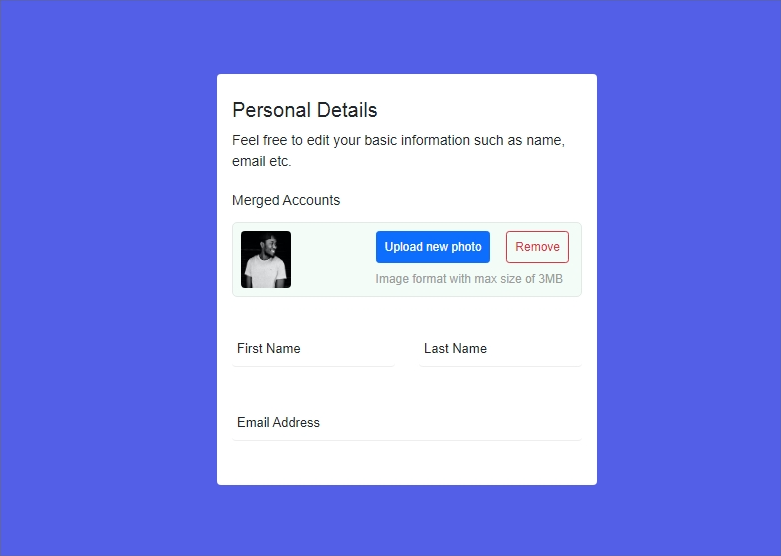 Personal Details
Feel free to edit your basic information such as name,
email etc.
Merged Accounts
Upload new photo
Remove
Image format with max size of 3MB
First Name
Last Name
Email Address